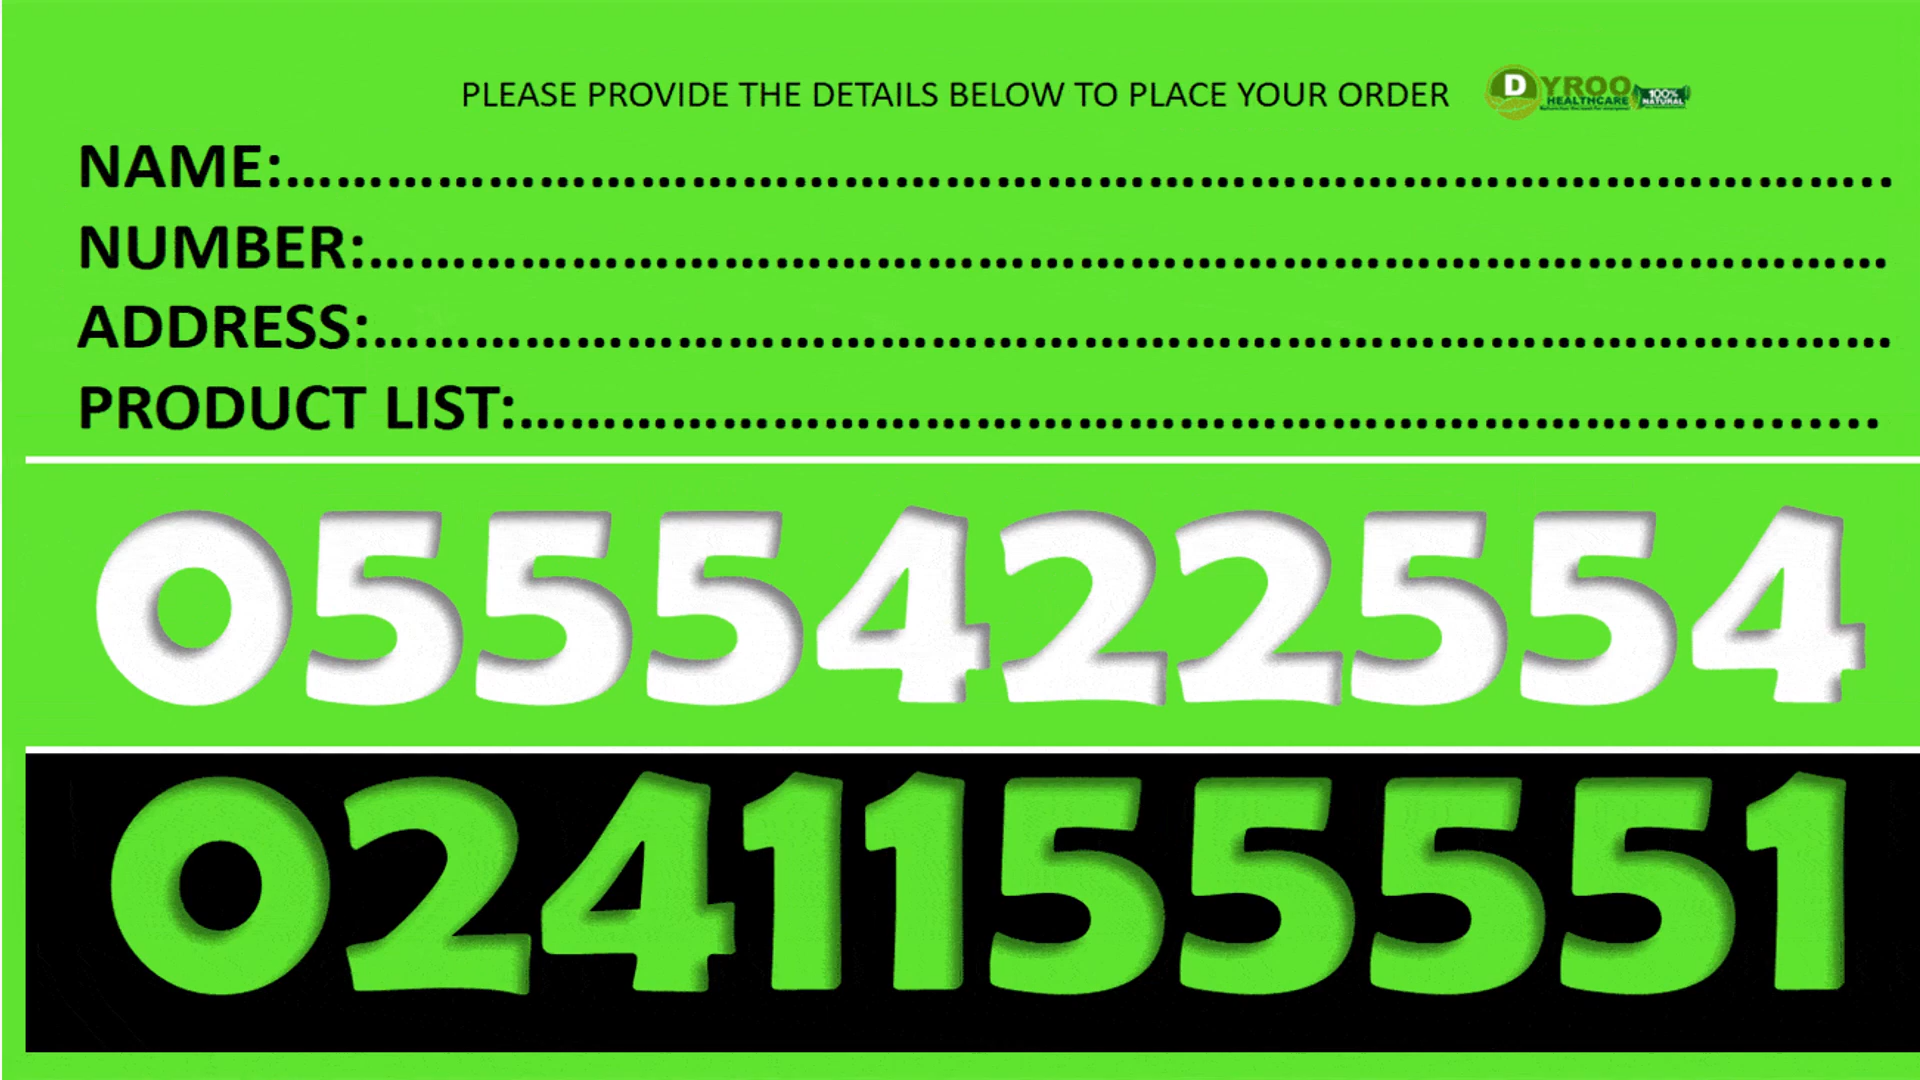 PLEASE PROVIDE THE DETAILS BELOW TO PLACE YOUR ORDER
DYROO
HEALTHCARE
100%
NATURAL
NAME:.....................................................................................................
NUMBER:.....................................................................................................
ADDRESS:.....................................................................................................
PRODUCT LIST:.....................................................................................................
0555422554
0241155551